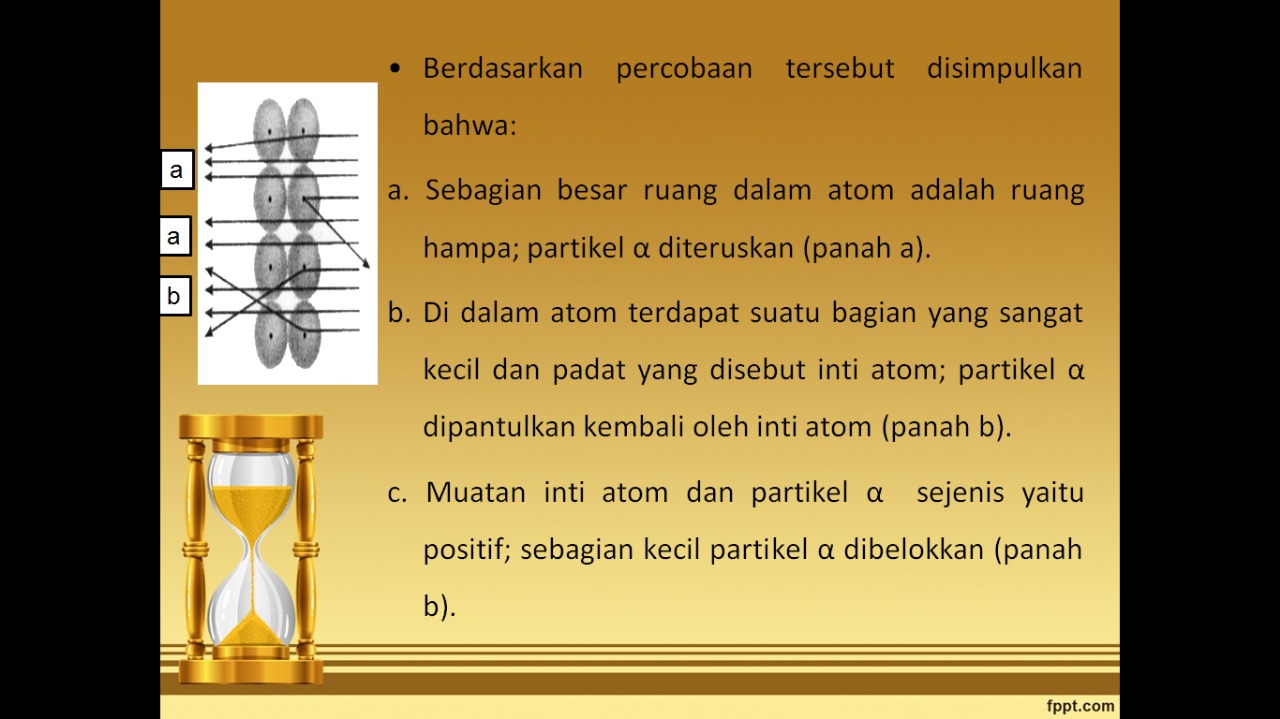 • Berdasarkan percobaan tersebut disimpulkan
bahwa:
a. Sebagian besar ruang dalam atom adalah ruang
hampa; partikel α diteruskan (panah a).
b. Di dalam atom terdapat suatu bagian yang sangat
kecil dan padat yang disebut inti atom; partikel α
dipantulkan kembali oleh inti atom (panah b).
c. Muatan inti atom dan partikel α sejenis yaitu
positif; sebagian kecil partikel α dibelokkan (panah
b).
a
a
b
fppt.com